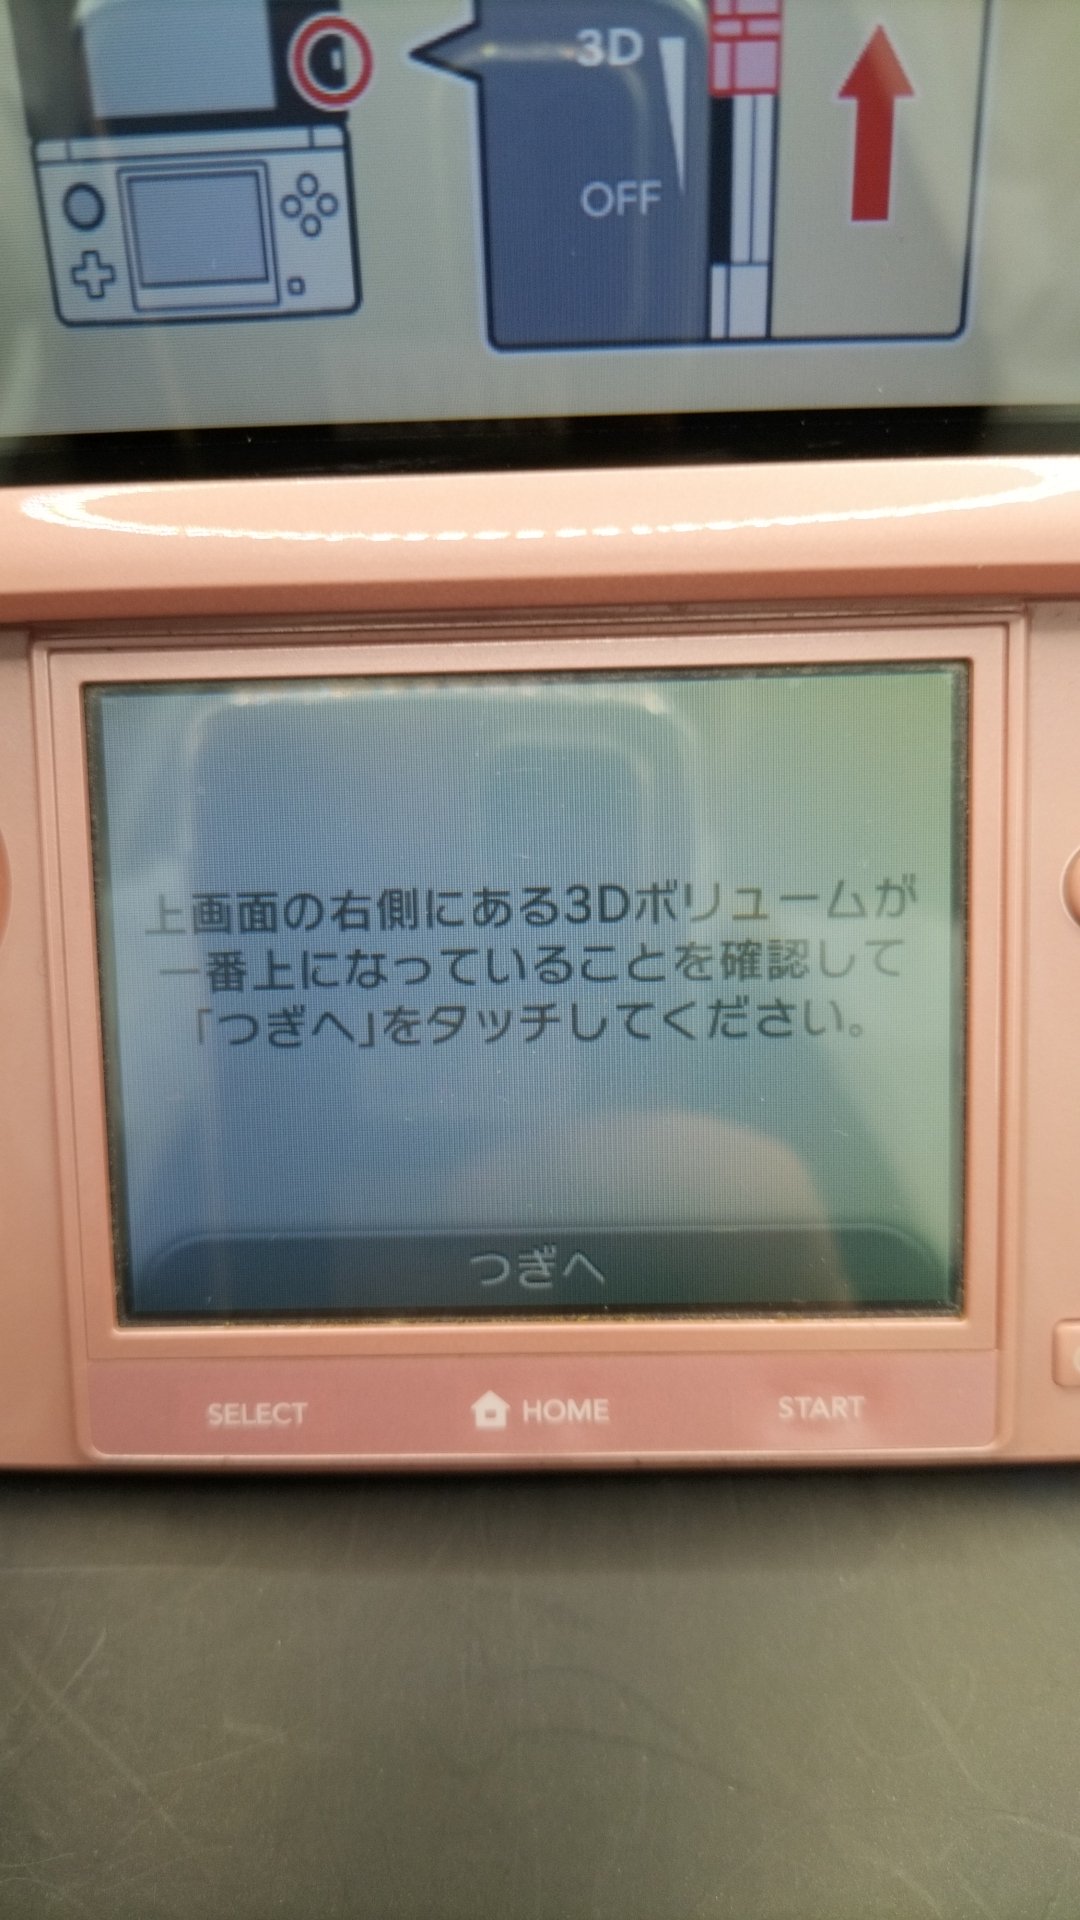 3D
OFF
上画面の右側にある3Dボリュームが
一番上になっていることを確認して
「つぎへ」をタッチしてください。
つぎへ
SELECT
HOME
START